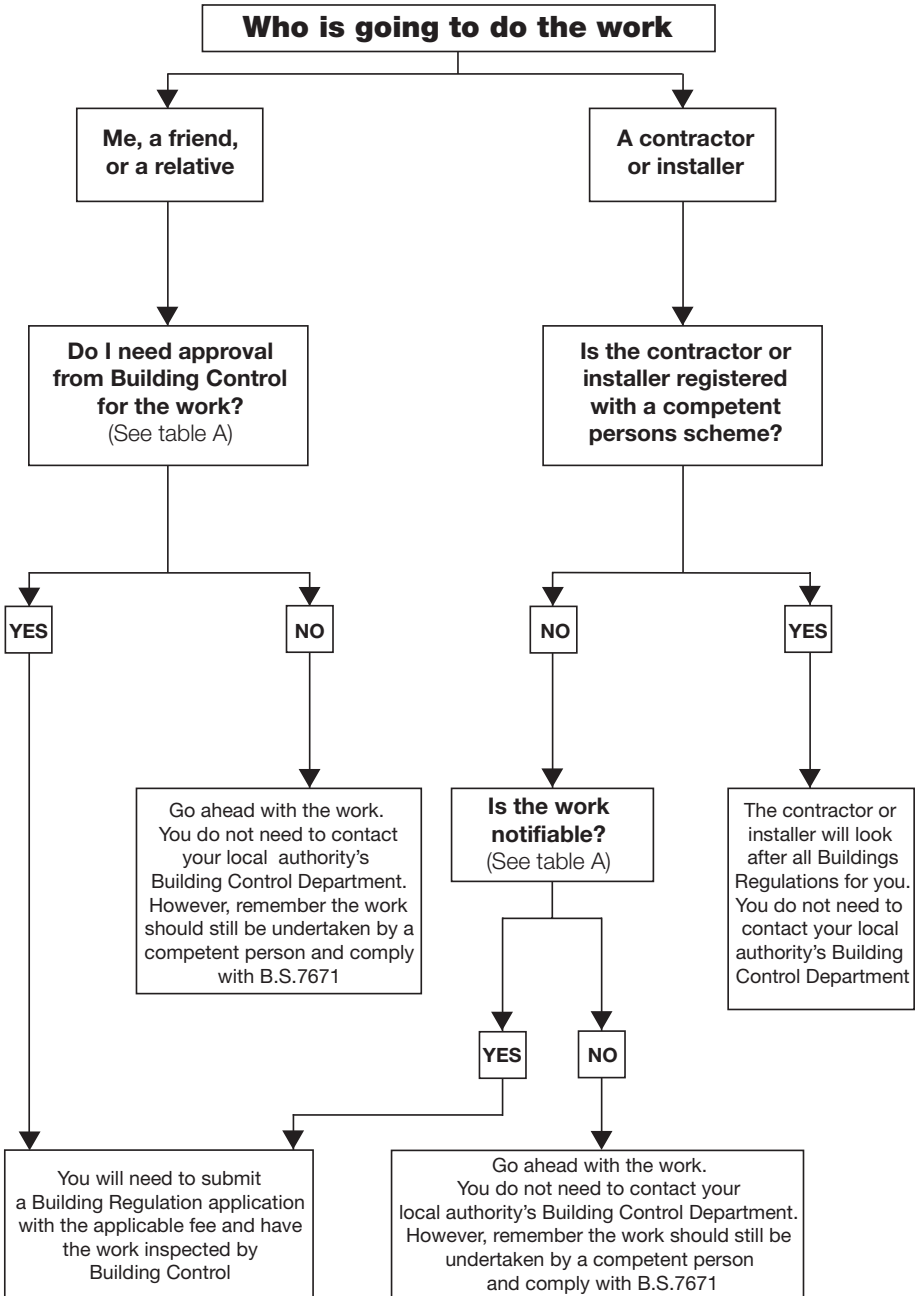 Who is going to do the work
Me, a friend,
or a relative
A contractor
or installer
Do I need approval
from Building Control
for the work?
(See table A)
Is the contractor or
installer registered
with a competent
persons scheme?
YES
NO
NO
YES
Go ahead with the work.
You do not need to contact
your local authority's
Building Control Department.
However, remember the work
should still be undertaken by a
competent person and comply
with B.S.7671
Is the work
notifiable?
(See table A)
The contractor or
installer will look
after all Buildings
Regulations for you.
You do not need to
contact your local
authority's Building
Control Department
YES
NO
You will need to submit
a Building Regulation application
with the applicable fee and have
the work inspected by
Building Control
Go ahead with the work.
You do not need to contact your
local authority's Building Control Department.
However, remember the work should still be
undertaken by a competent person
and comply with B.S.7671